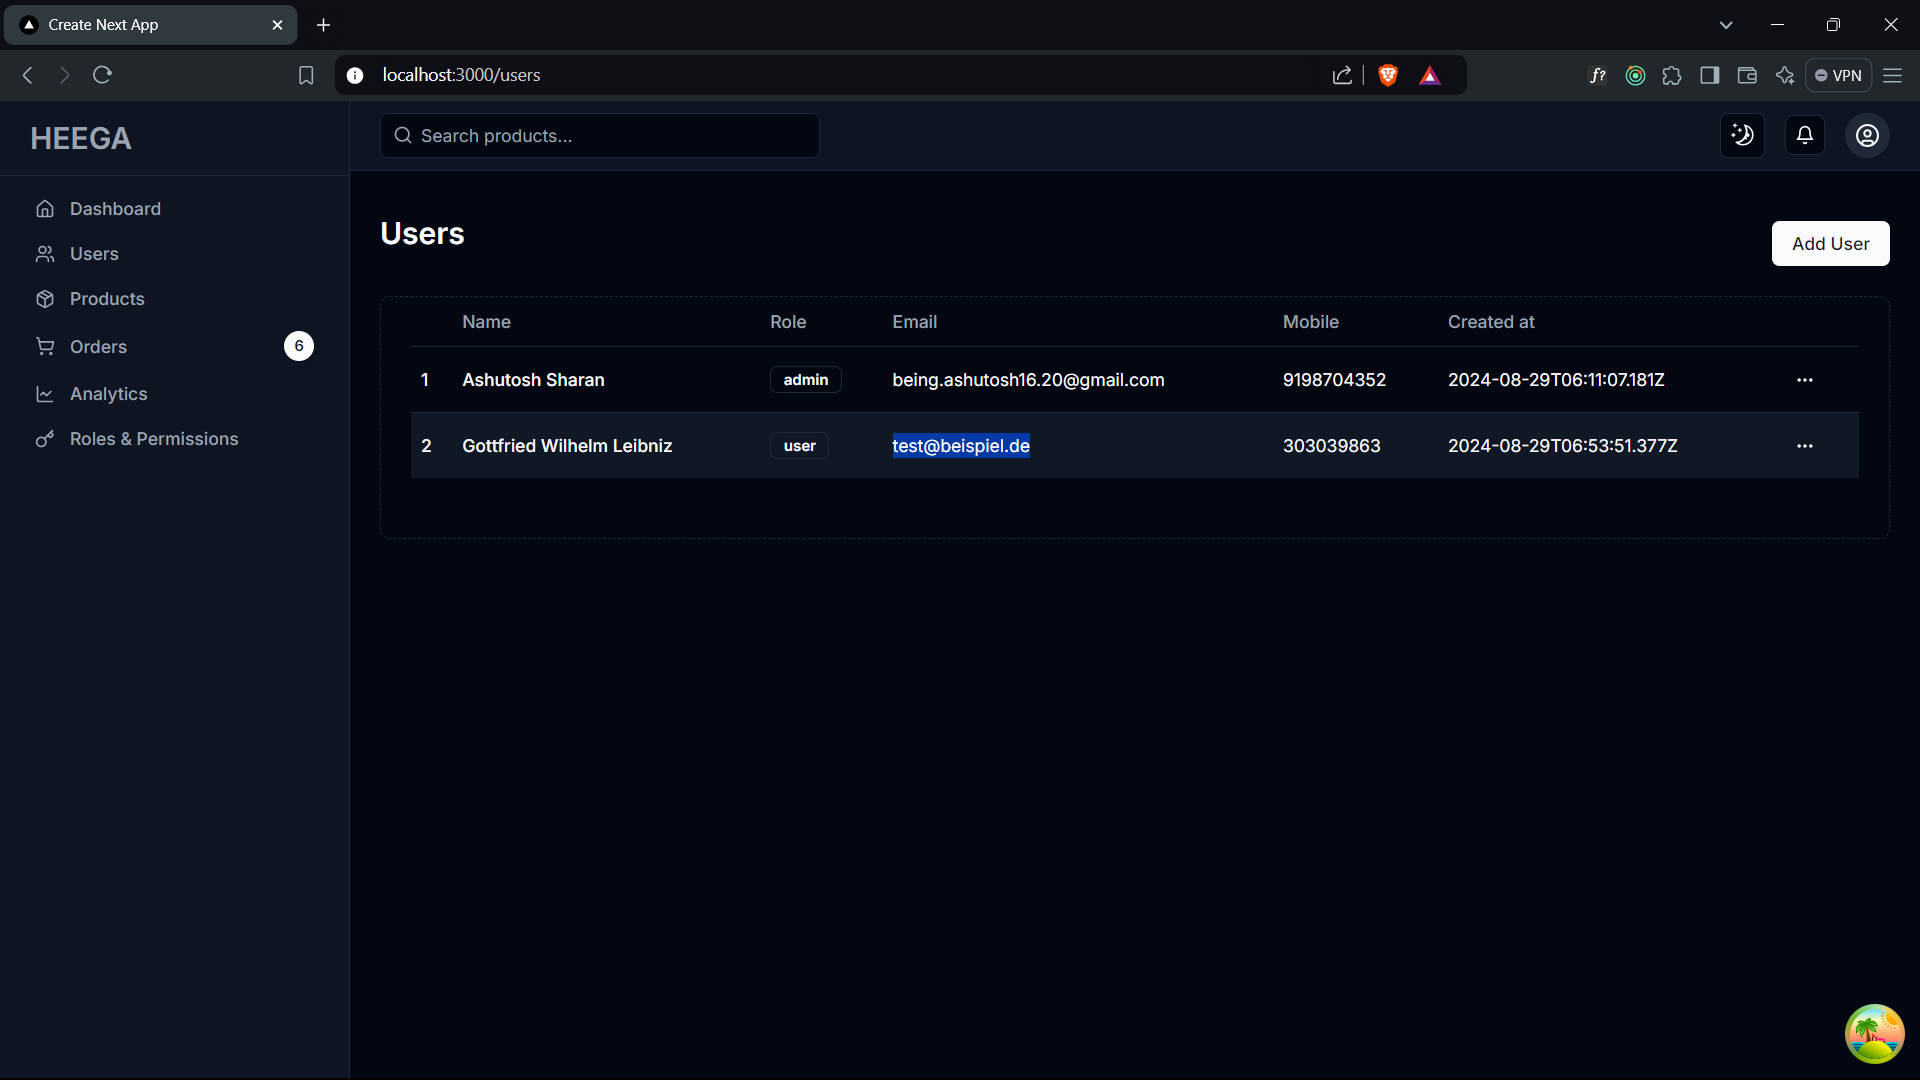 Create Next App
localhost:3000/users
f?
VPN
HEEGA
Search products...
Dashboard
Users
Products
Orders 6
Analytics
Roles & Permissions
Users
Add User
Name Role Email Mobile Created at
1 Ashutosh Sharan admin being.ashutosh16.20@gmail.com 9198704352 2024-08-29T06:11:07.181Z ...
2 Gottfried Wilhelm Leibniz user test@beispiel.de 303039863 2024-08-29T06:53:51.377Z ...